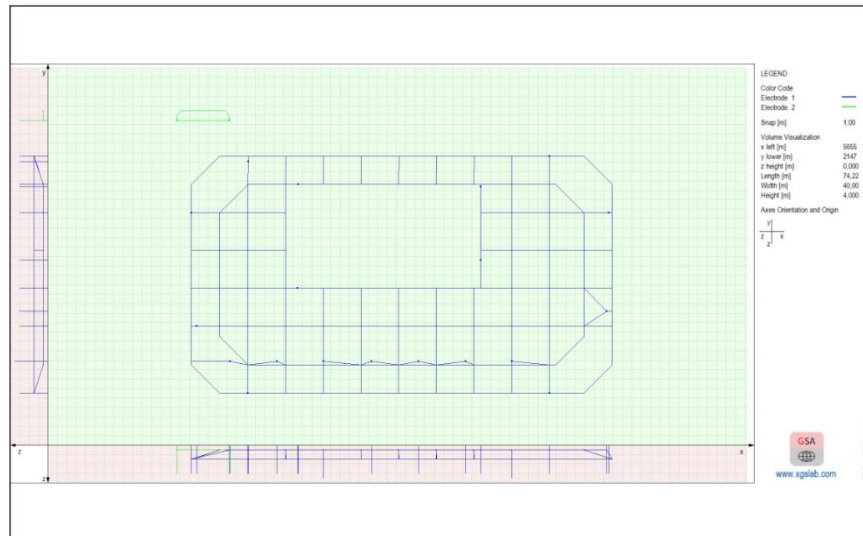 y
LEGEND
Color Code
Electrode 1
Electrode 2
Snap [m] 1,00
Volume Visualization
x left [m] 5655
y lower [m] 2147
z height [m] 0,000
Length [m] 74,22
Width [m] 40,00
Height [m] 4,000
Axes Orientation and Origin
y
z x
z
z x
z
GSA
www.xgslab.com